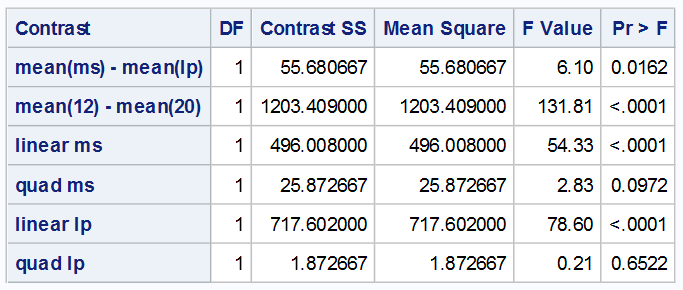 Contrast DF Contrast SS Mean Square F Value Pr > F
mean(ms) - mean(lp) 1 55.680667 55.680667 6.10 0.0162
mean(12) - mean(20) 1 1203.409000 1203.409000 131.81 <.0001
linear ms 1 496.008000 496.008000 54.33 <.0001
quad ms 1 25.872667 25.872667 2.83 0.0972
linear lp 1 717.602000 717.602000 78.60 <.0001
quad lp 1 1.872667 1.872667 0.21 0.6522